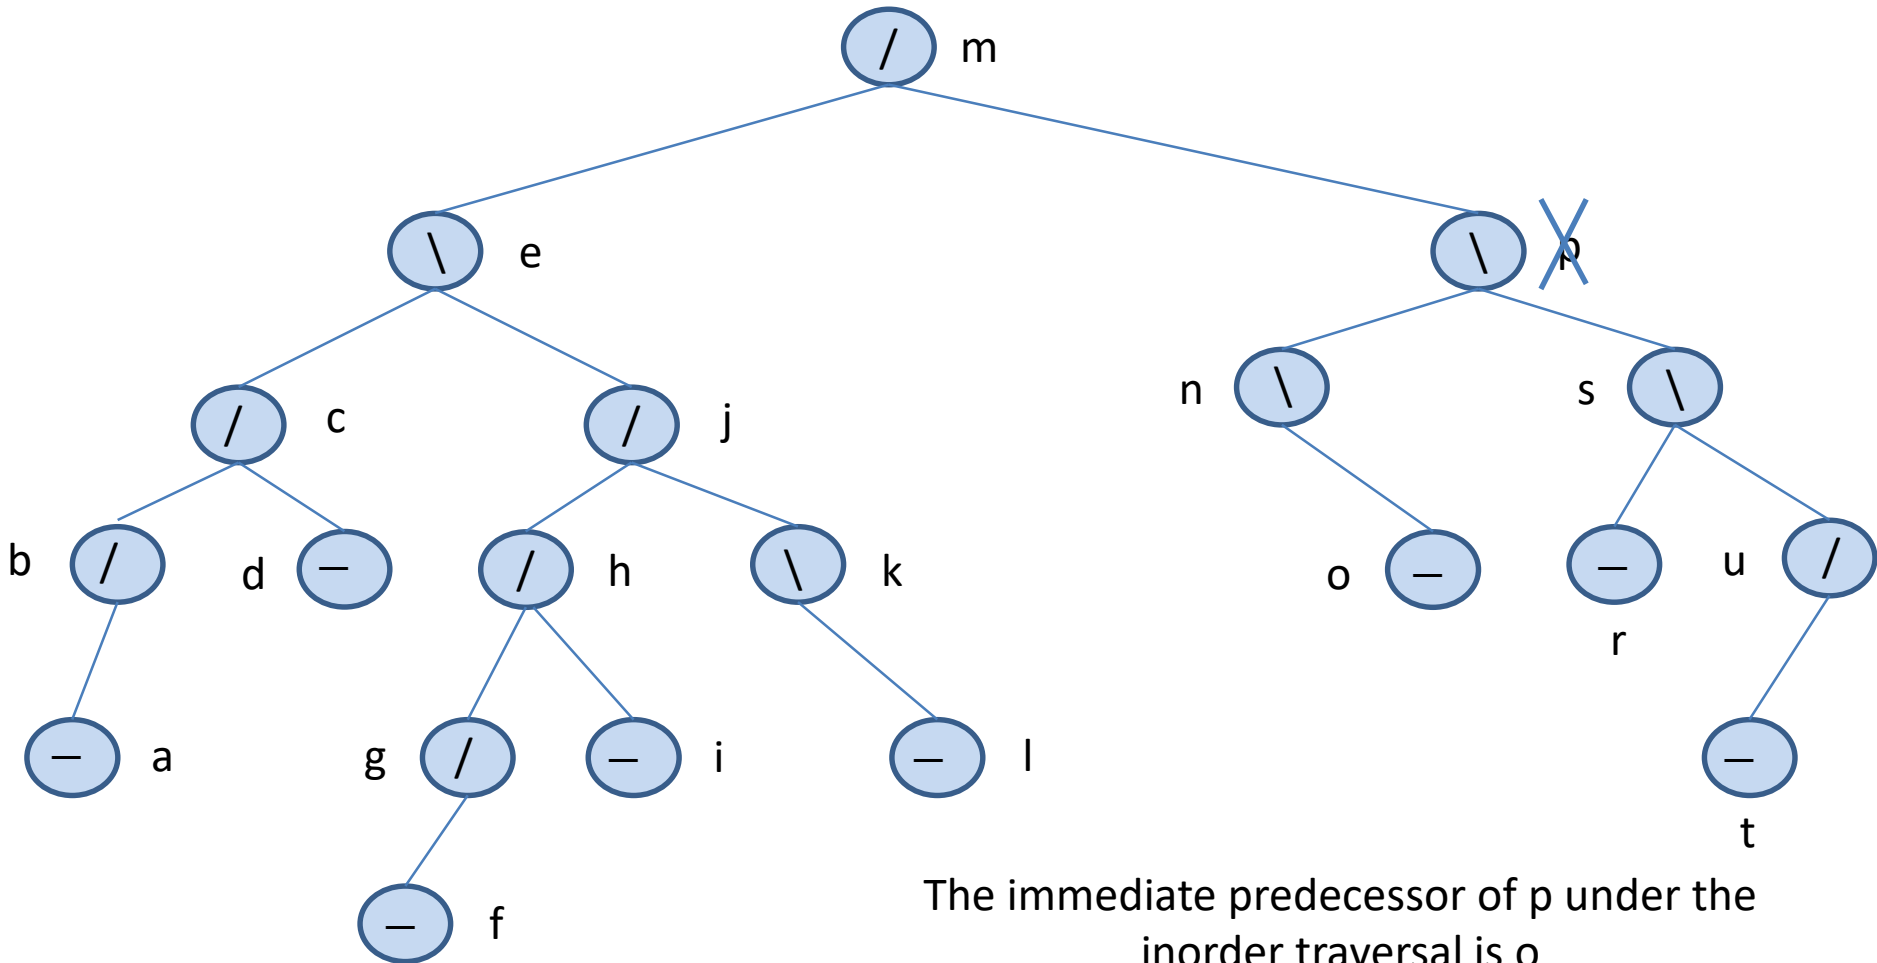 / m
\ e \ p
/ c / j n \ s \
b / d – / h \ k o – – u /
r
– a g / – i – l –
t
– f
The immediate predecessor of p under the
inorder traversal is o